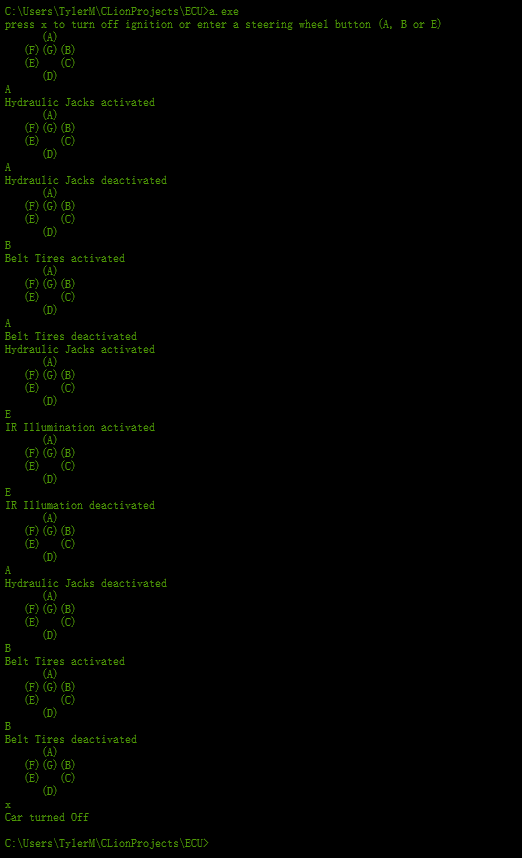 C:\Users\TylerM\CLionProjects\ECU>a.exe
press x to turn off ignition or enter a steering wheel button (A, B or E)
(A)
(F)(G)(B)
(E)   (C)
(D)
A
Hydraulic Jacks activated
(A)
(F)(G)(B)
(E)   (C)
(D)
A
Hydraulic Jacks deactivated
(A)
(F)(G)(B)
(E)   (C)
(D)
B
Belt Tires activated
(A)
(F)(G)(B)
(E)   (C)
(D)
A
Belt Tires deactivated
Hydraulic Jacks activated
(A)
(F)(G)(B)
(E)   (C)
(D)
E
IR Illumination activated
(A)
(F)(G)(B)
(E)   (C)
(D)
E
IR Illumation deactivated
(A)
(F)(G)(B)
(E)   (C)
(D)
A
Hydraulic Jacks deactivated
(A)
(F)(G)(B)
(E)   (C)
(D)
B
Belt Tires activated
(A)
(F)(G)(B)
(E)   (C)
(D)
B
Belt Tires deactivated
(A)
(F)(G)(B)
(E)   (C)
(D)
x
Car turned Off
C:\Users\TylerM\CLionProjects\ECU>